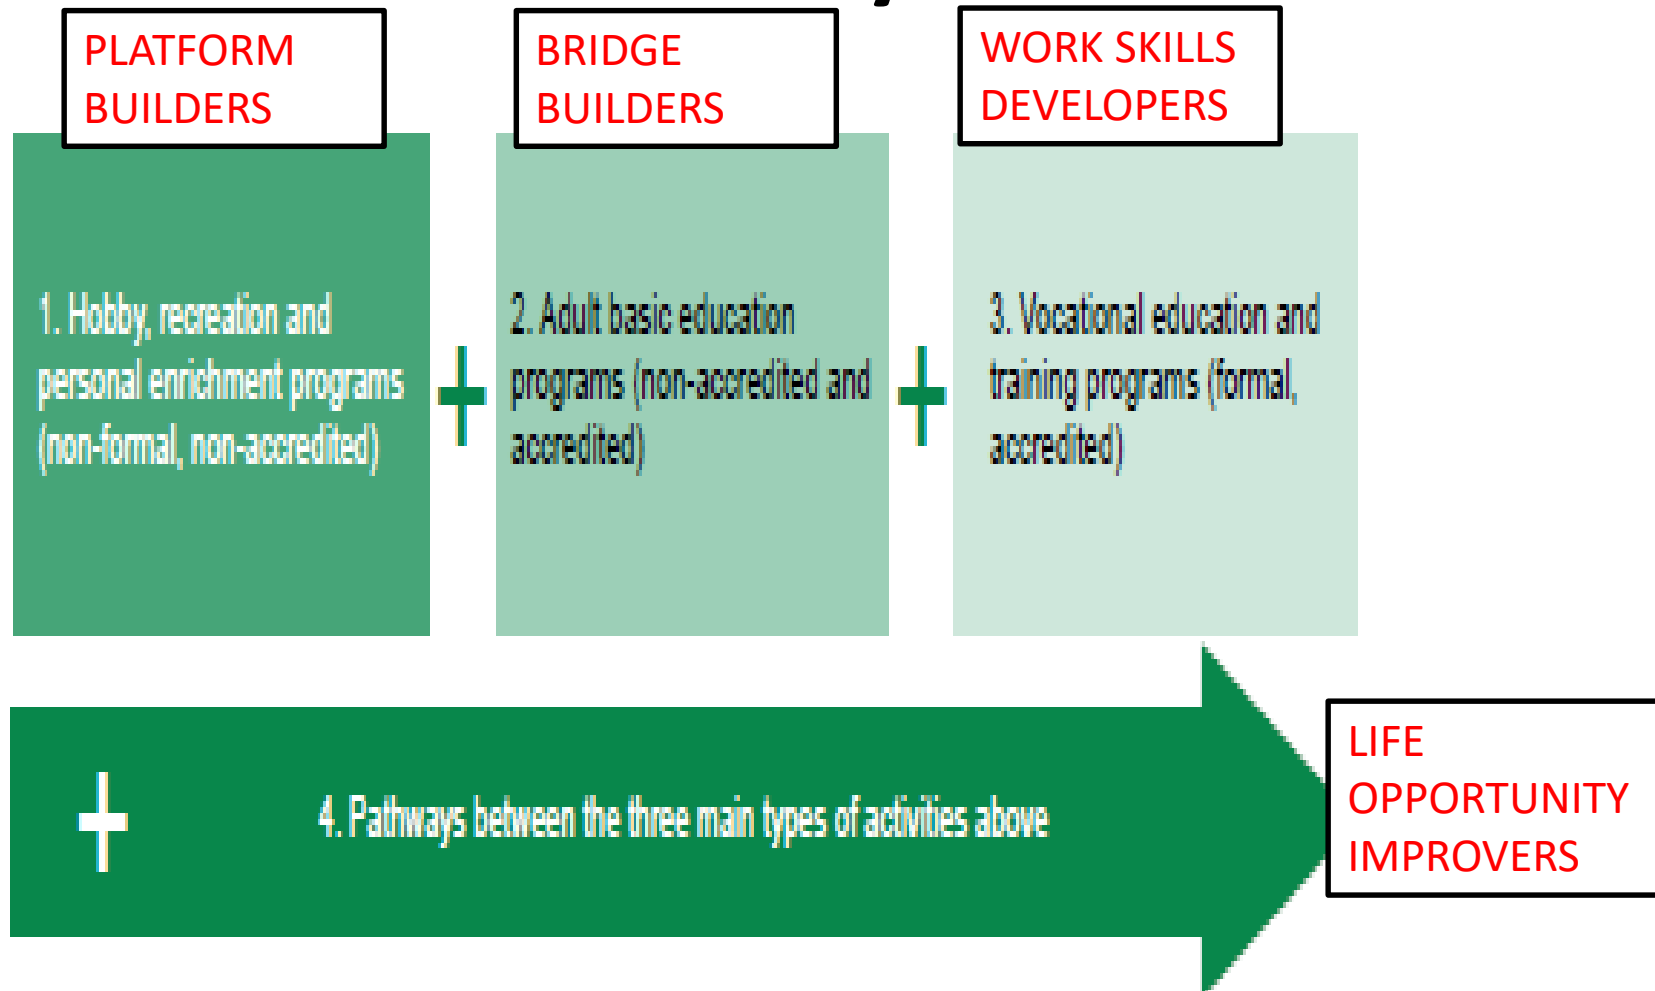 PLATFORM
BUILDERS
BRIDGE
BUILDERS
WORK SKILLS
DEVELOPERS
1. Hobby, recreation and
personal enrichment programs
(non-formal, non-accredited)
+
2. Adult basic education
programs (non-accredited and
accredited)
+
3. Vocational education and
training programs (formal,
accredited)
+
4. Pathways between the three main types of activities above
LIFE
OPPORTUNITY
IMPROVERS